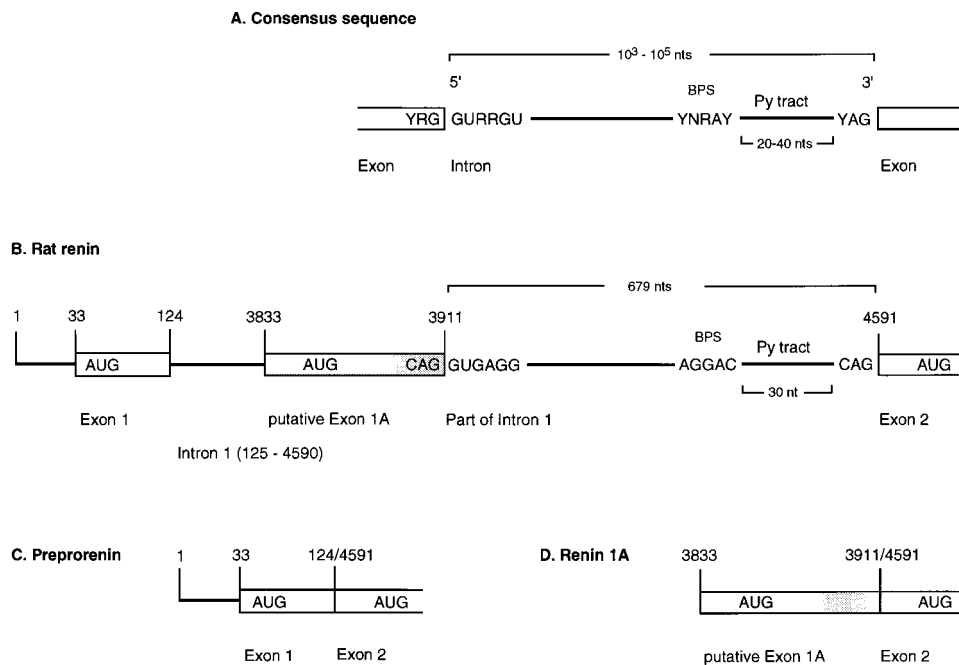 A. Consensus sequence
10³ - 10⁵ nts
5' 3'
BPS Py tract
YRG GURRGU YNRAY YAG
20-40 nts
Exon Intron Exon
B. Rat renin
679 nts
1 33 124 3833 3911 4591
BPS Py tract
AUG AUG CAG GUGAGG AGGAC CAG AUG
30 nt
Exon 1 putative Exon 1A Part of Intron 1 Exon 2
Intron 1 (125 - 4590)
C. Preprorenin 1 33 124/4591 D. Renin 1A 3833 3911/4591
AUG AUG AUG AUG
Exon 1 Exon 2 putative Exon 1A Exon 2